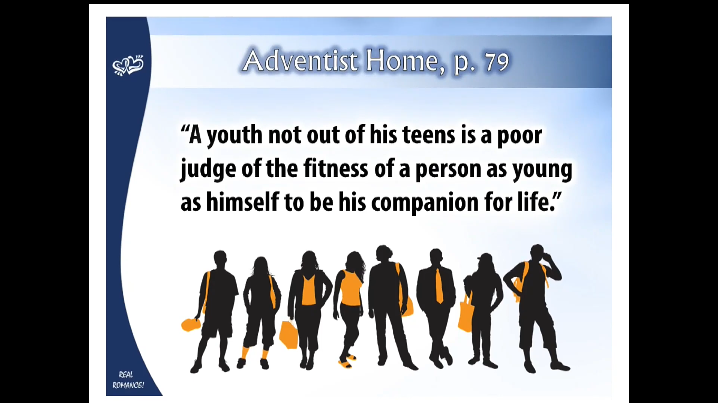 Adventist Home, p. 79
“A youth not out of his teens is a poor
judge of the fitness of a person as young
as himself to be his companion for life.”
REAL
ROMANCE!